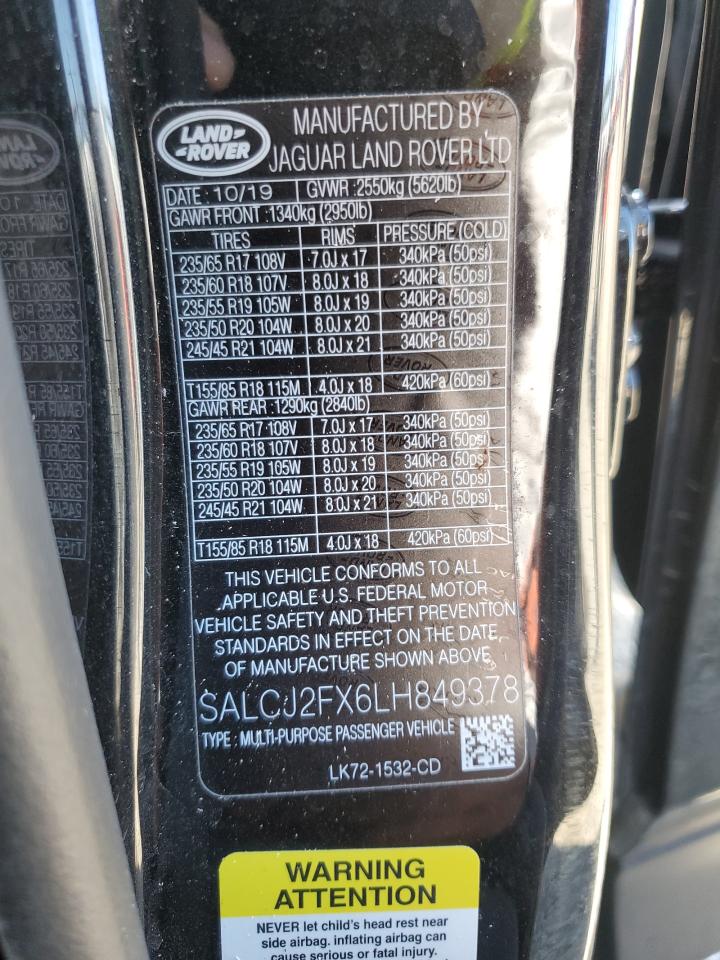 LAND-
-ROVER
MANUFACTURED BY
JAGUAR LAND ROVER LTD
DATE : 10/19 GVWR : 2550kg (5620lb)
GAWR FRONT : 1340kg (2950lb)
TIRES RIMS PRESSURE (COLD)
235/65 R17 108V 7.0J x 17 340kPa (50psi)
235/60 R18 107V 8.0J x 18 340kPa (50psi)
235/55 R19 105W 8.0J x 19 340kPa (50psi)
235/50 R20 104W 8.0J x 20 340kPa (50psi)
245/45 R21 104W 8.0J x 21 340kPa (50psi)
T155/85 R18 115M 4.0J x 18 420kPa (60psi)
GAWR REAR : 1290kg (2840lb)
235/65 R17 108V 7.0J x 17 340kPa (50psi)
235/60 R18 107V 8.0J x 18 340kPa (50psi)
235/55 R19 105W 8.0J x 19 340kPa (50psi)
235/50 R20 104W 8.0J x 20 340kPa (50psi)
245/45 R21 104W 8.0J x 21 340kPa (50psi)
T155/85 R18 115M 4.0J x 18 420kPa (60psi)
THIS VEHICLE CONFORMS TO ALL
APPLICABLE U.S. FEDERAL MOTOR
VEHICLE SAFETY AND THEFT PREVENTION
STANDARDS IN EFFECT ON THE DATE
OF MANUFACTURE SHOWN ABOVE
SALCJ2FX6LH849378
TYPE : MULTI-PURPOSE PASSENGER VEHICLE
LK72-1532-CD
WARNING
ATTENTION
NEVER let child's head rest near
side airbag. inflating airbag can
cause serious or fatal injury.